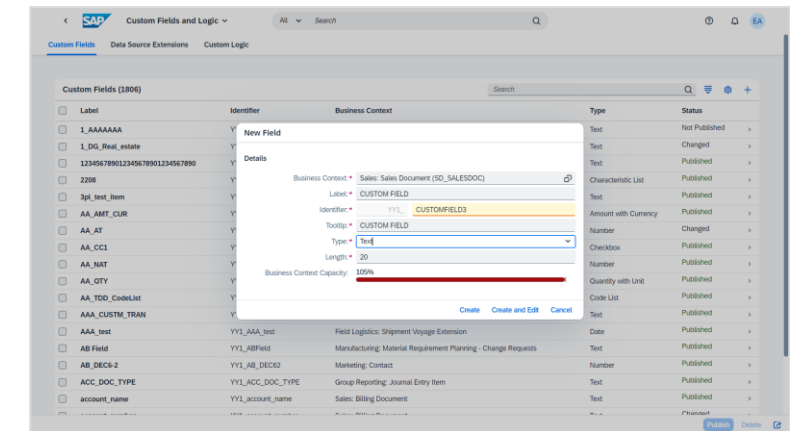 SAP Custom Fields and Logic All Search EA
Custom Fields Data Source Extensions Custom Logic
Custom Fields (1806) Search
Label Identifier Business Context Type Status
1_AAAAAAA Text Not Published
1_DG_Real_estate Text Changed
123456789012345678901234567890 Text Published
2208 Characteristic List Published
3pl_test_item Text Published
AA_AMT_CUR Amount with Currency Published
AA_AT Number Changed
AA_CC1 Checkbox Published
AA_NAT Number Published
AA_QTY Quantity with Unit Published
AA_TDD_CodeList Code List Published
AAA_CUSTM_TRAN Text Published
AAA_test YY1_AAA_test Field Logistics: Shipment Voyage Extension Date Published
AB Field YY1_ABField Manufacturing: Material Requirement Planning - Change Requests Text Published
AB_DEC6-2 YY1_AB_DEC62 Marketing: Contact Number Published
ACC_DOC_TYPE YY1_ACC_DOC_TYPE Group Reporting: Journal Entry Item Text Published
account_name YY1_account_name Sales: Billing Document Text Published
New Field
Details
Business Context:* Sales: Sales Document (SD_SALESDOC)
Label:* CUSTOM FIELD
Identifier:* YY1_ CUSTOMFIELD3
Tooltip:* CUSTOM FIELD
Type:* Text
Length:* 20
Business Context Capacity: 105%
Create Create and Edit Cancel
Publish Delete